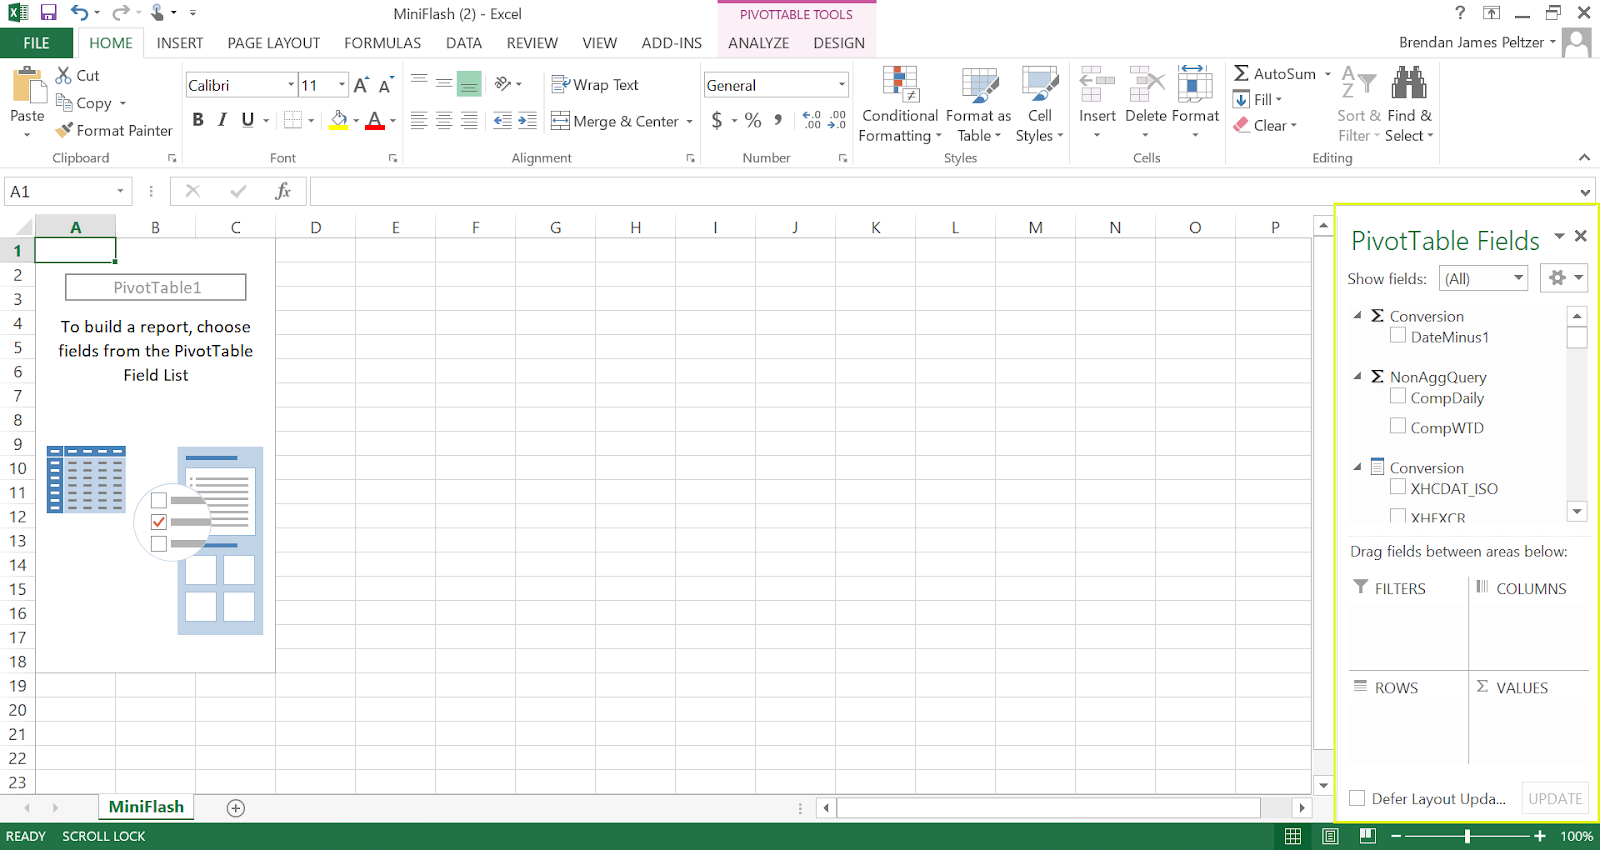 MiniFlash (2) - Excel
PIVOTTABLE TOOLS
?
FILE HOME INSERT PAGE LAYOUT FORMULAS DATA REVIEW VIEW ADD-INS ANALYZE DESIGN
Brendan James Peltzer
Paste
Cut
Copy
Format Painter
Clipboard
Calibri 11
B I U
Font
Wrap Text
Merge & Center
Alignment
General
$ % ,
Number
Conditional Formatting
Format as Table
Cell Styles
Styles
Insert Delete Format
Cells
AutoSum
Fill
Clear
Sort & Filter
Find & Select
Editing
A1
fx
A B C D E F G H I J K L M N O P
1
2
3
4
5
6
7
8
9
10
11
12
13
14
15
16
17
18
19
20
21
22
23
PivotTable1
To build a report, choose
fields from the PivotTable
Field List
PivotTable Fields
Show fields: (All)
Σ Conversion
DateMinus1
Σ NonAggQuery
CompDaily
CompWTD
Conversion
XHCDAT_ISO
XHEXCR
Drag fields between areas below:
FILTERS COLUMNS
ROWS Σ VALUES
Defer Layout Upda... UPDATE
MiniFlash
READY SCROLL LOCK 100%